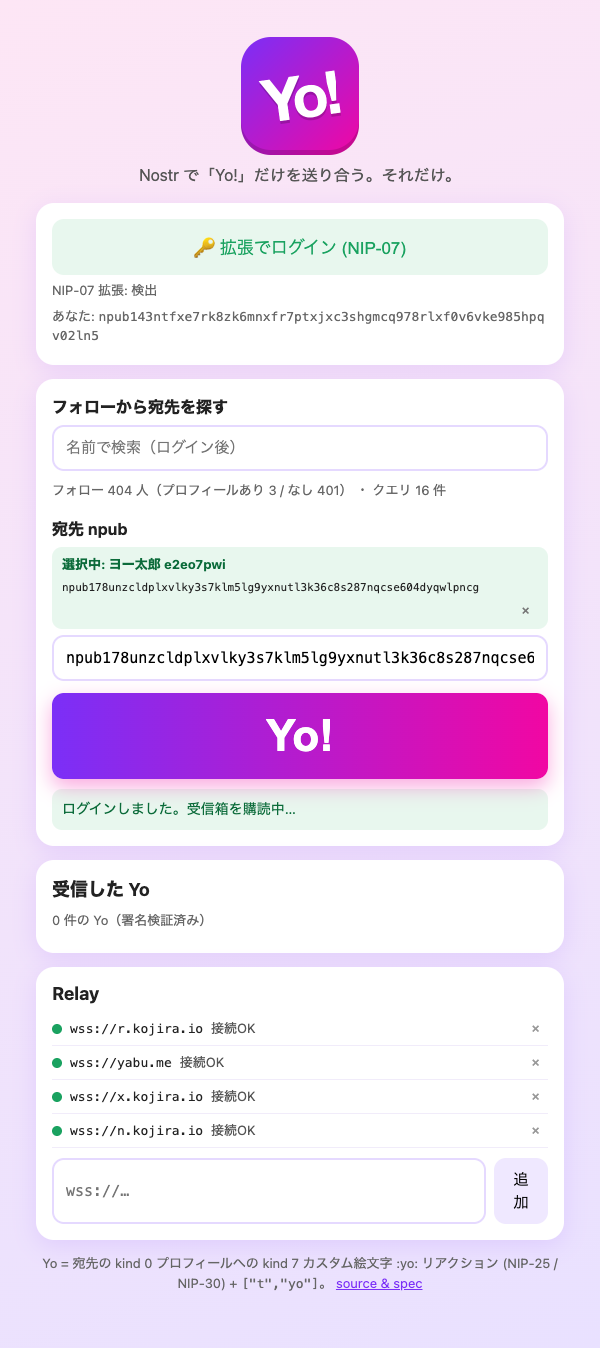 Yo!
Nostr で「Yo!」だけを送り合う。それだけ。
🔑 拡張でログイン (NIP-07)
NIP-07 拡張: 検出
あなた: npub143ntfxe7rk8zk6mnxfr7ptxjxc3shgmcq978rlxf0v6vke985hpq
v02ln5
フォローから宛先を探す
名前で検索（ログイン後）
フォロー 404 人（プロフィールあり 3 / なし 401） ・ クエリ 16 件
宛先 npub
選択中: ヨー太郎 e2eo7pwi
npub178unzcldplxvlky3s7klm5lg9yxnutl3k36c8s287nqcse604dyqwlpncg
×
npub178unzcldplxvlky3s7klm5lg9yxnutl3k36c8s287nqcse6
Yo!
ログインしました。受信箱を購読中…
受信した Yo
0 件の Yo（署名検証済み）
Relay
wss://r.kojira.io 接続OK ×
wss://yabu.me 接続OK ×
wss://x.kojira.io 接続OK ×
wss://n.kojira.io 接続OK ×
wss://… 追
加
Yo = 宛先の kind 0 プロフィールへの kind 7 カスタム絵文字 :yo: リアクション (NIP-25 /
NIP-30) + ["t","yo"]。 source & spec